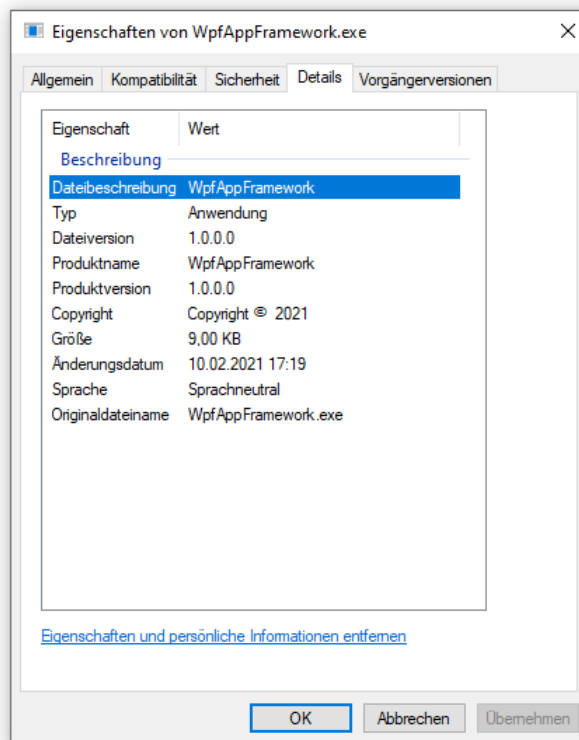 Eigenschaften von WpfAppFramework.exe
Allgemein Kompatibilität Sicherheit Details Vorgängerversionen
Eigenschaft Wert
Beschreibung
Dateibeschreibung WpfAppFramework
Typ Anwendung
Dateiversion 1.0.0.0
Produktname WpfAppFramework
Produktversion 1.0.0.0
Copyright Copyright © 2021
Größe 9,00 KB
Änderungsdatum 10.02.2021 17:19
Sprache Sprachneutral
Originaldateiname WpfAppFramework.exe
Eigenschaften und persönliche Informationen entfernen
OK Abbrechen Übernehmen